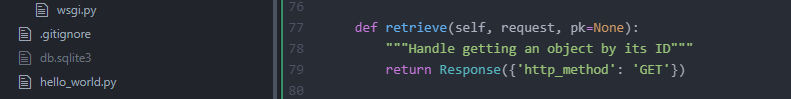 wsgi.py
.gitignore
db.sqlite3
hello_world.py
76
77 def retrieve(self, request, pk=None):
78 """Handle getting an object by its ID"""
79 return Response({'http_method': 'GET'})
80